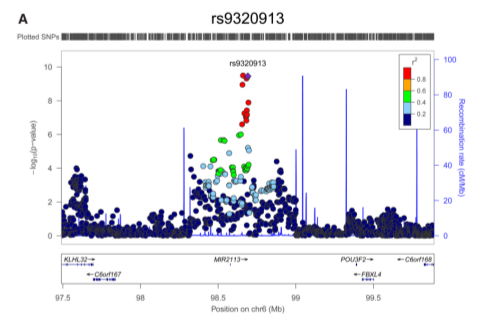 A
rs9320913
Plotted SNPs
rs9320913
r²
0.8
0.6
0.4
0.2
10
8
6
4
2
0
−log₁₀(p−value)
100
80
60
40
20
0
Recombination rate (cM/Mb)
KLHL32
MIR2113
POU3F2
C6orf168
C6orf167
FBXL4
97.5
98
98.5
99
99.5
Position on chr6 (Mb)